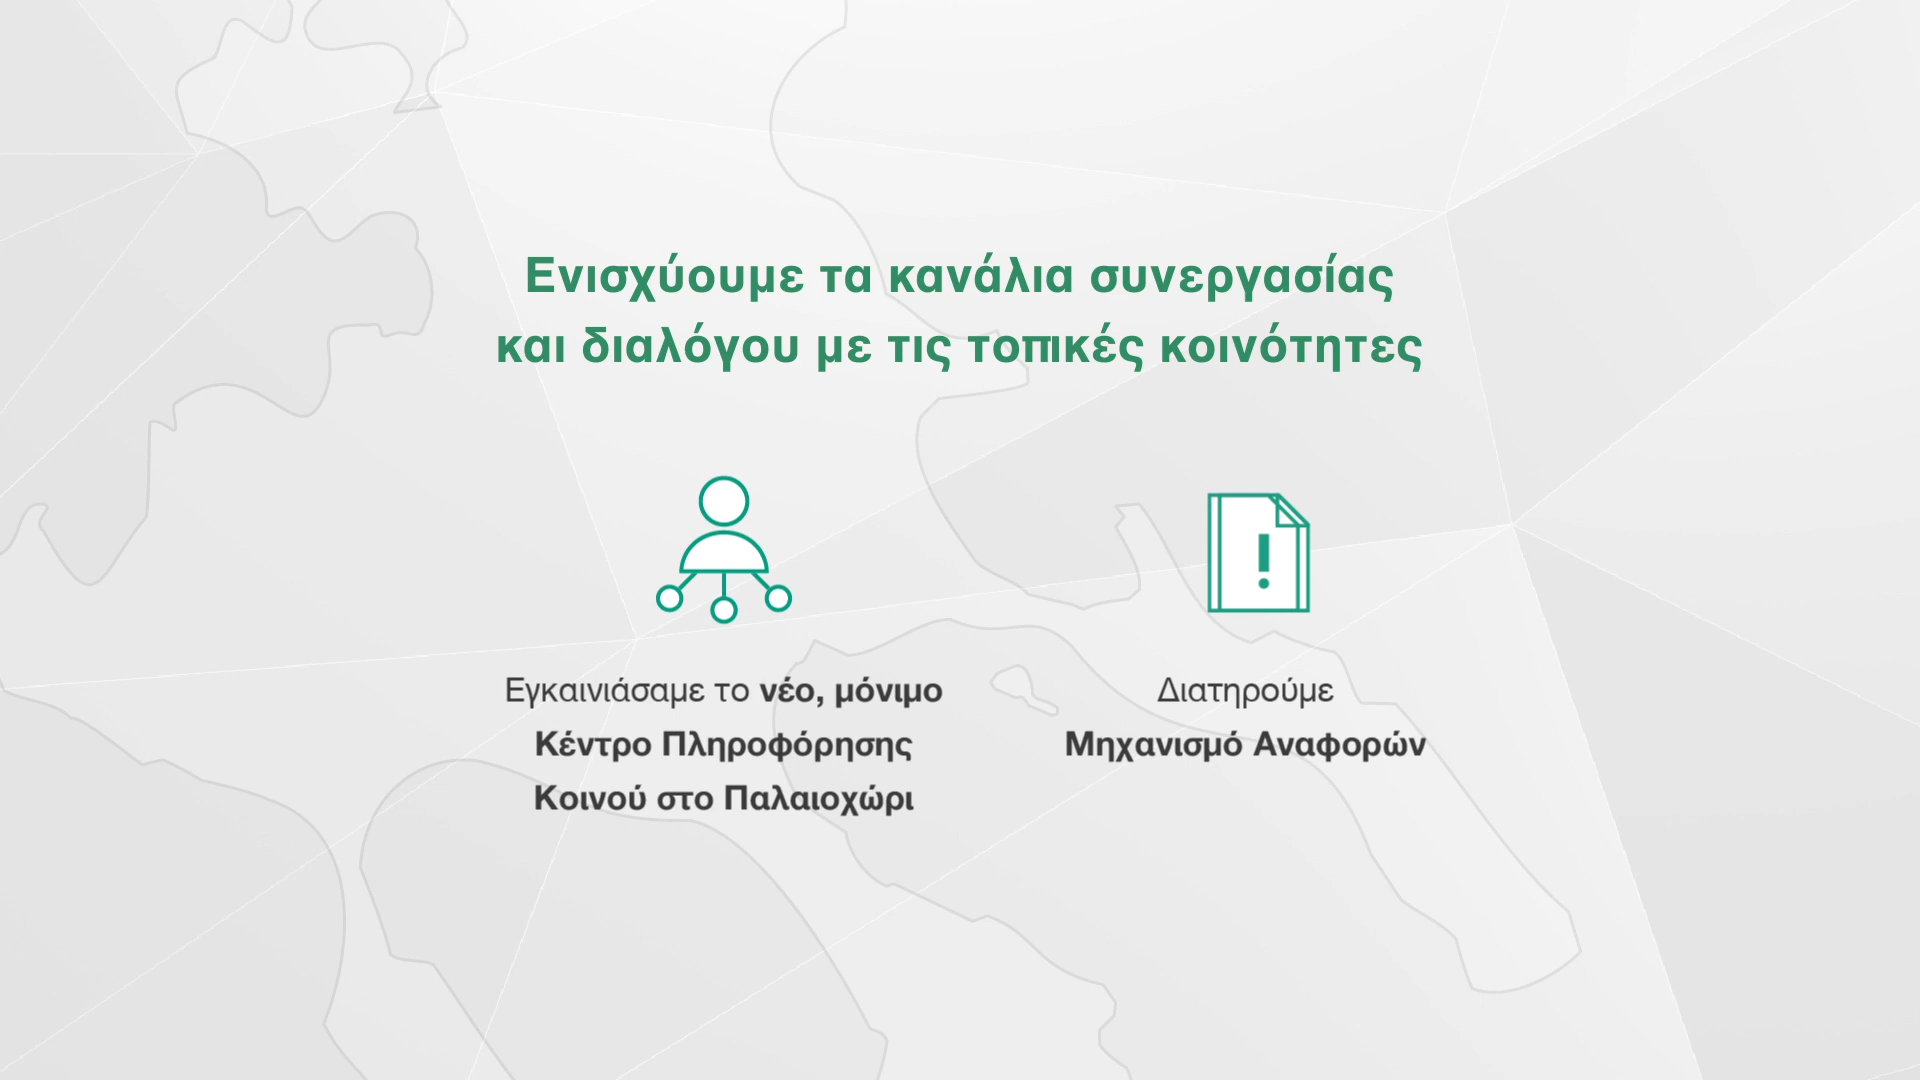 Ενισχύουμε τα κανάλια συνεργασίας
και διαλόγου με τις τοπικές κοινότητες
Εγκαινιάσαμε το νέο, μόνιμο
Κέντρο Πληροφόρησης
Κοινού στο Παλαιοχώρι
Διατηρούμε
Μηχανισμό Αναφορών